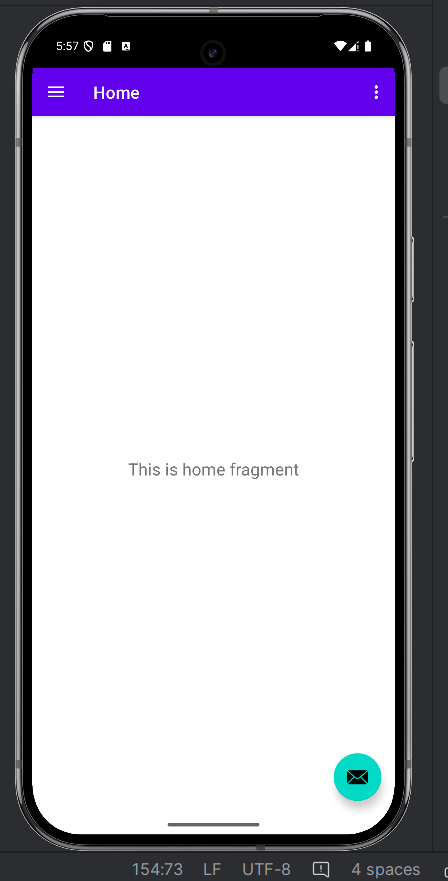 5:57
Home
This is home fragment
154:73 LF UTF-8 4 spaces